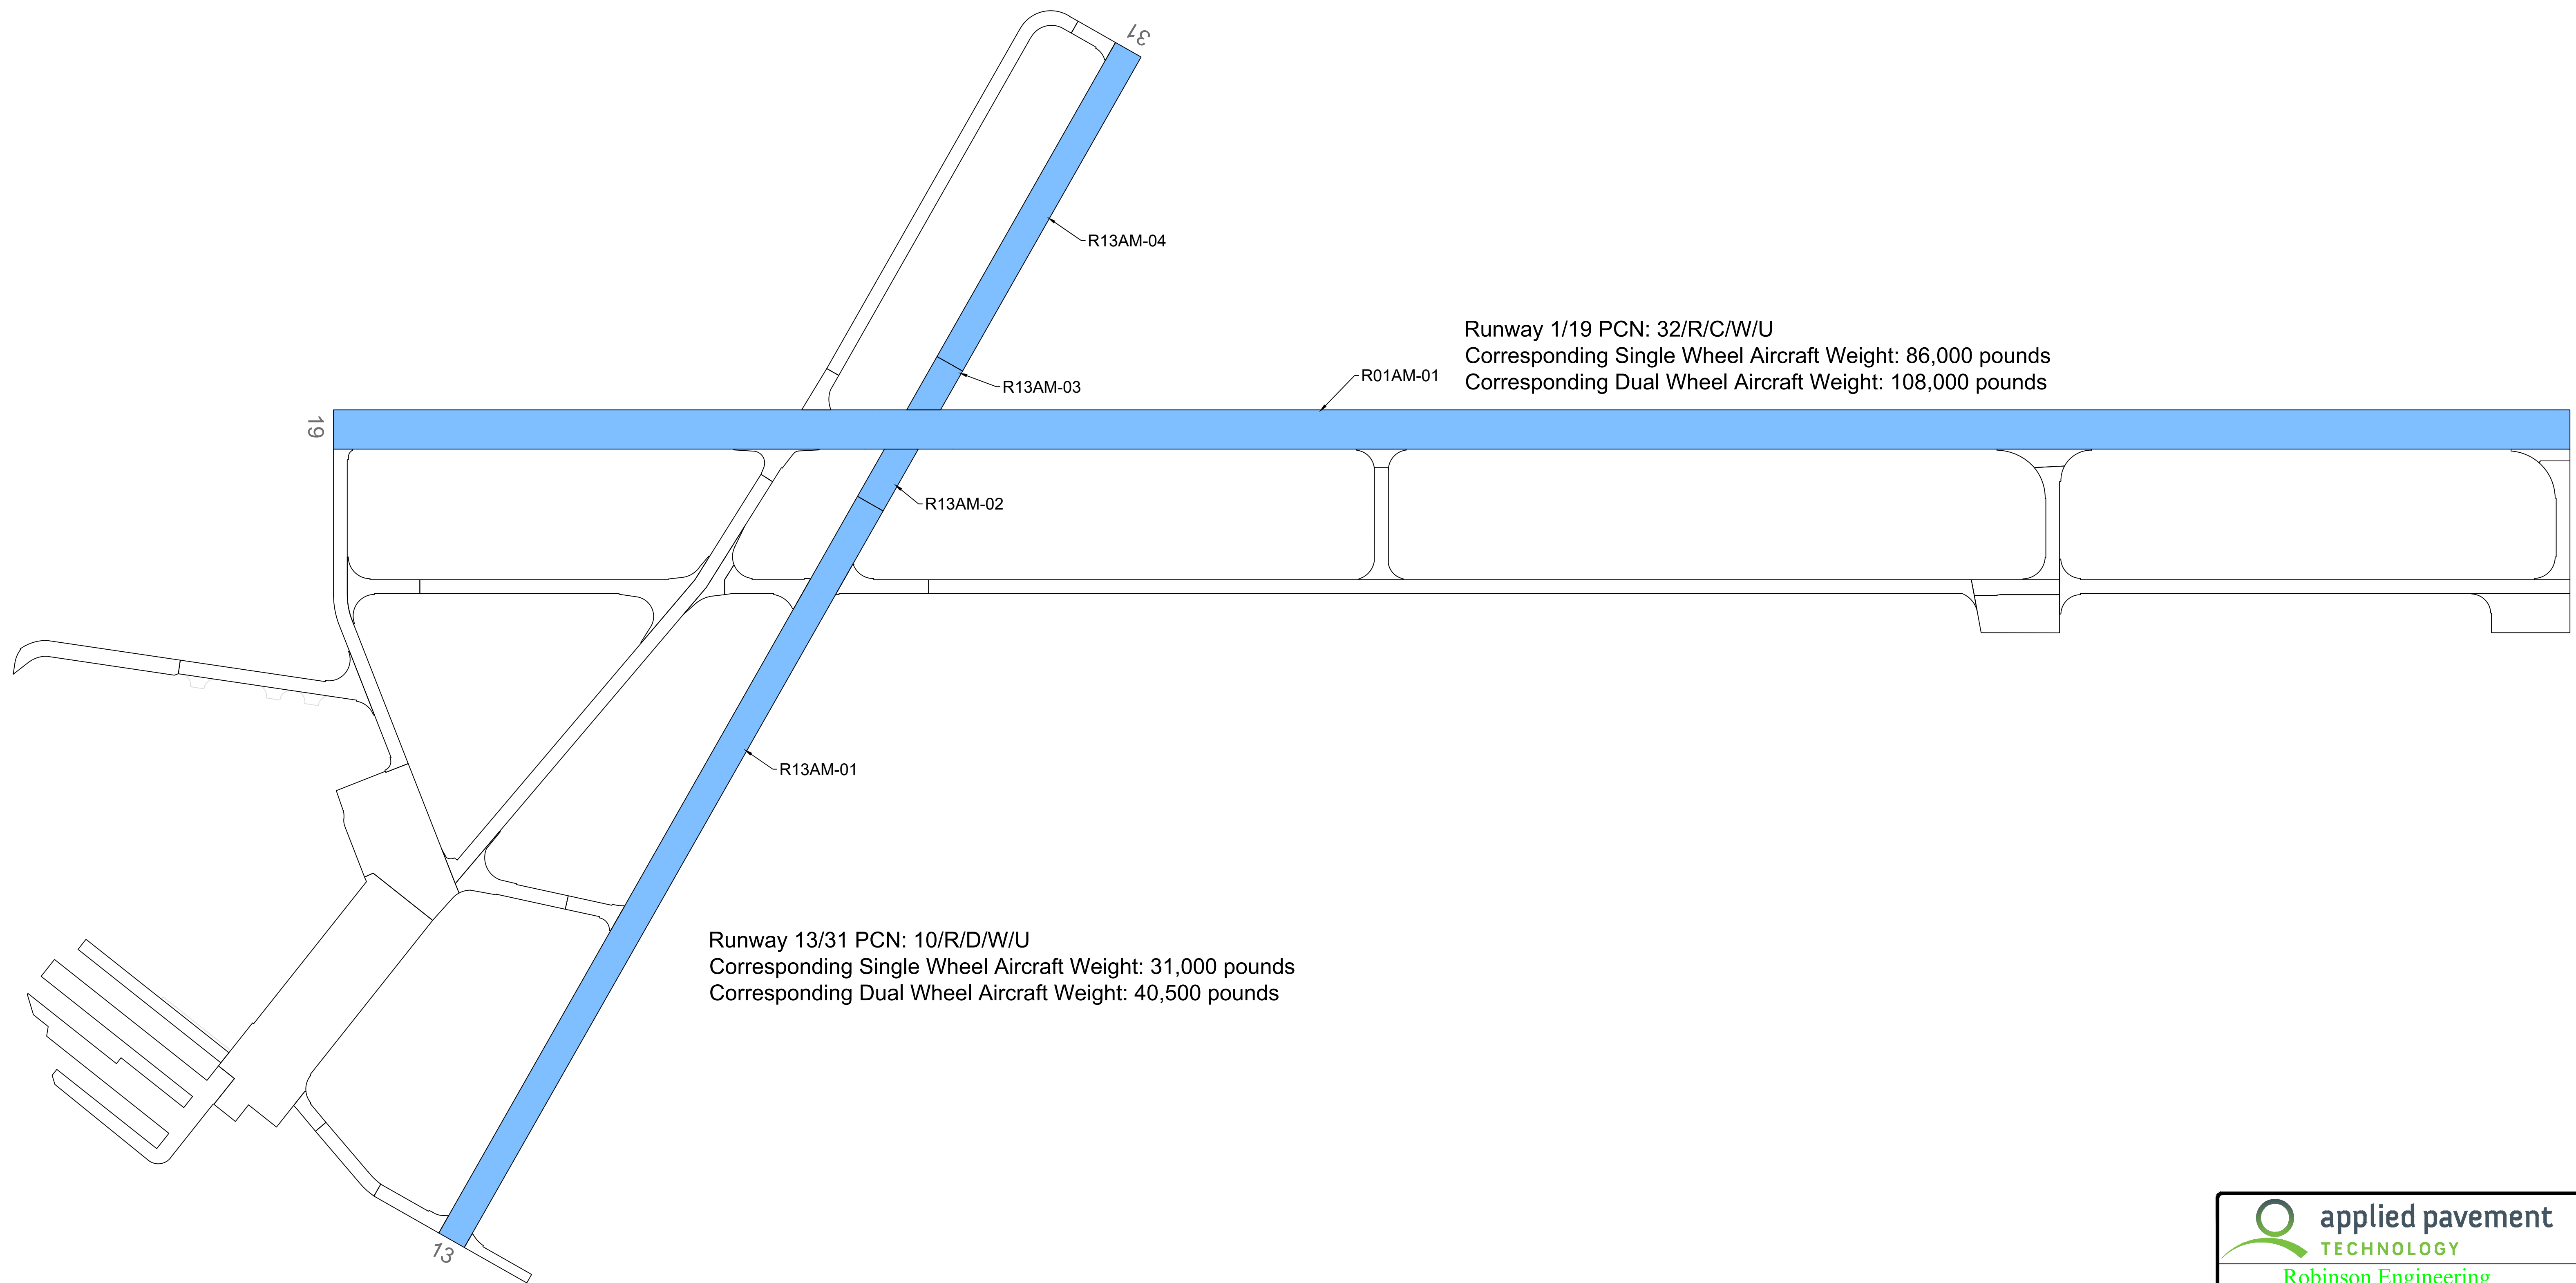 31
R13AM-04
Runway 1/19 PCN: 32/R/C/W/U
Corresponding Single Wheel Aircraft Weight: 86,000 pounds
Corresponding Dual Wheel Aircraft Weight: 108,000 pounds
R01AM-01
R13AM-03
19
R13AM-02
R13AM-01
Runway 13/31 PCN: 10/R/D/W/U
Corresponding Single Wheel Aircraft Weight: 31,000 pounds
Corresponding Dual Wheel Aircraft Weight: 40,500 pounds
13
applied pavement
TECHNOLOGY
Robinson Engineering